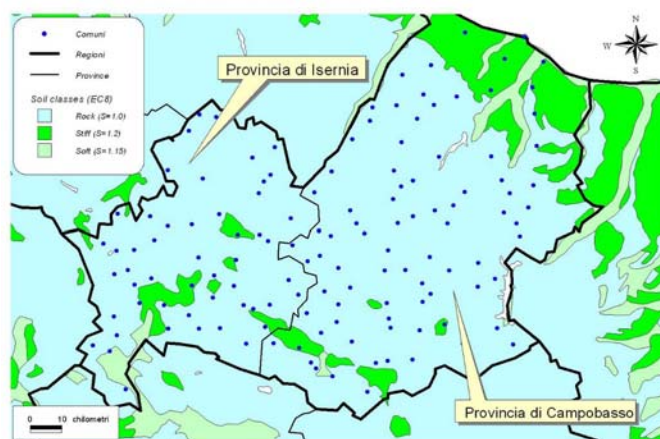 Comuni
Regioni
Province
Soil classes (EC8)
Rock (S=1.0)
Stiff (S=1.2)
Soft (S=1.15)
Provincia di Isernia
N
W
E
S
Provincia di Campobasso
0 10 chilometri